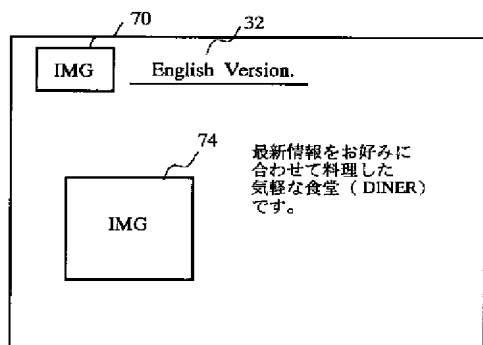 70
32
IMG
English Version.
74
最新情報をお好みに
合わせて料理した
気軽な食堂（DINER）
です。
IMG